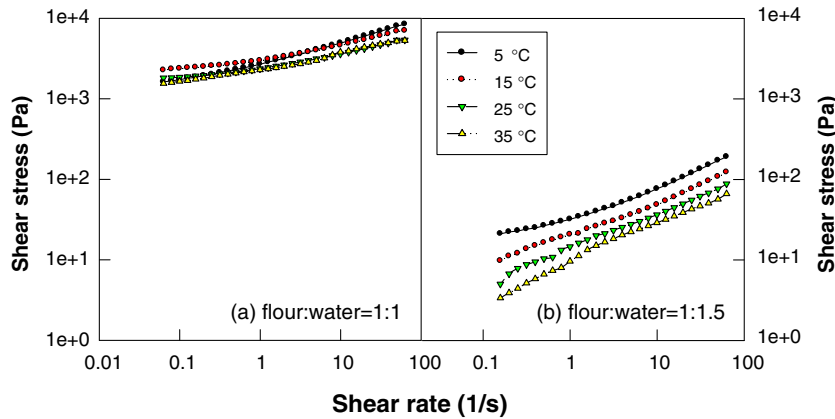 1e+4
1e+3
1e+2
1e+1
1e+0
Shear stress (Pa)
5 °C
15 °C
25 °C
35 °C
(a) flour:water=1:1
(b) flour:water=1:1.5
1e+4
1e+3
1e+2
1e+1
1e+0
Shear stress (Pa)
0.01 0.1 1 10 100
0.1 1 10 100
Shear rate (1/s)